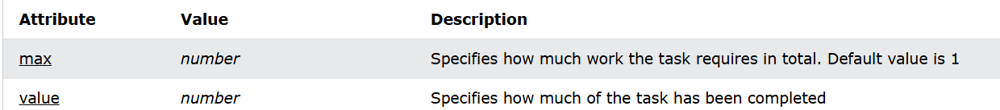 Attribute Value Description
max number Specifies how much work the task requires in total. Default value is 1
value number Specifies how much of the task has been completed